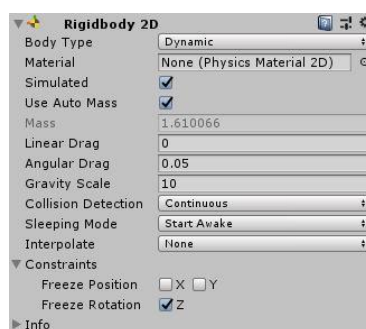 Rigidbody 2D
Body Type Dynamic
Material None (Physics Material 2D)
Simulated
Use Auto Mass
Mass 1.610066
Linear Drag 0
Angular Drag 0.05
Gravity Scale 10
Collision Detection Continuous
Sleeping Mode Start Awake
Interpolate None
Constraints
Freeze Position X Y
Freeze Rotation Z
Info